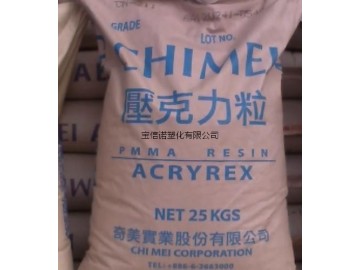 GRADE
LOT NO.
CHIMEI
壓克力粒
宝信诺塑化有限公司
PMMA RESIN
ACRYREX
NET 25 KGS
奇美實業股份有限公司
CHI MEI CORPORATION